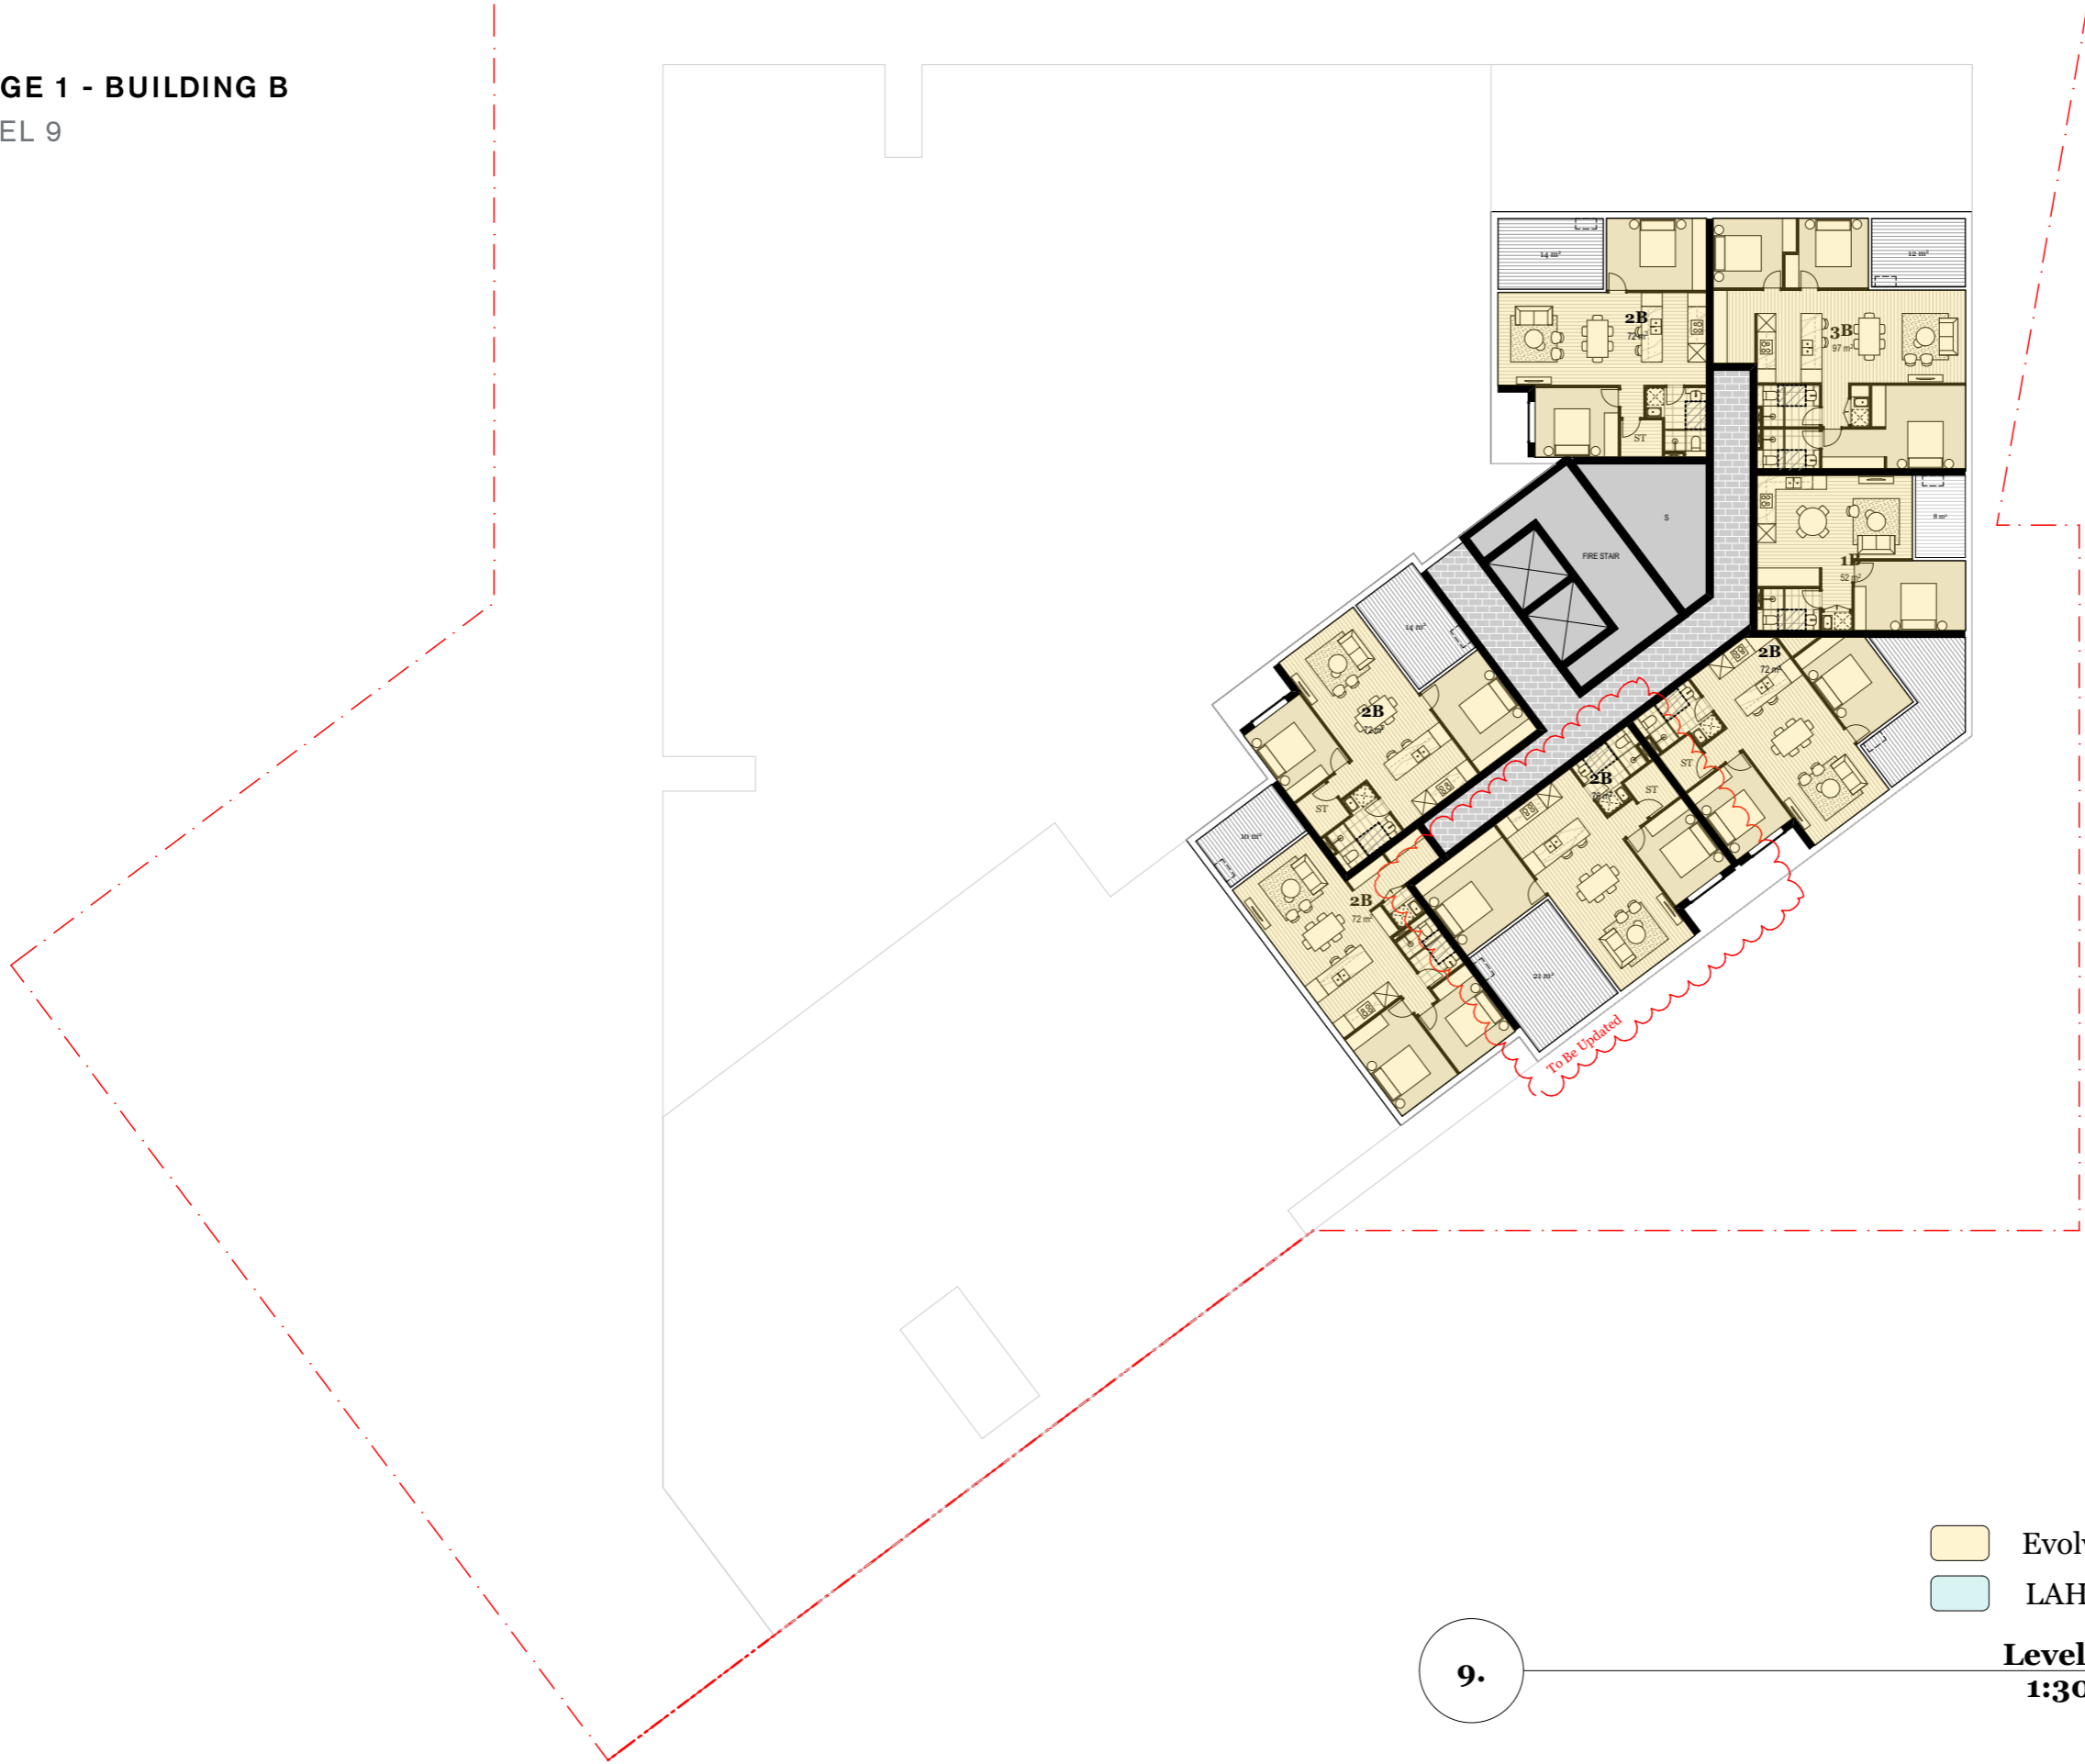 GE 1 - BUILDING B
EL 9
14 m²
12 m²
2B
72 m²
3B
97 m²
ST
S
8 m²
FIRE STAIR
1B
52 m²
14 m²
2B
72 m²
2B
72 m²
ST
2B
ST
ST
10 m²
2B
72 m²
21 m²
To Be Updated
Evol
LAH
9.
Level
1:30